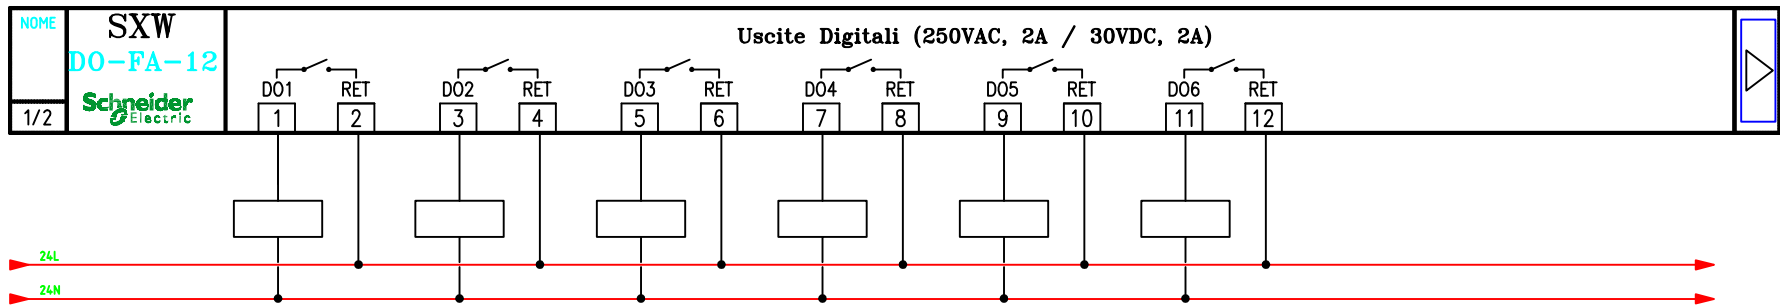 NOME
SXW
DO-FA-12
Schneider
Electric
1/2
Uscite Digitali (250VAC, 2A / 30VDC, 2A)
DO1 RET DO2 RET DO3 RET DO4 RET DO5 RET DO6 RET
1 2 3 4 5 6 7 8 9 10 11 12
24L
24N